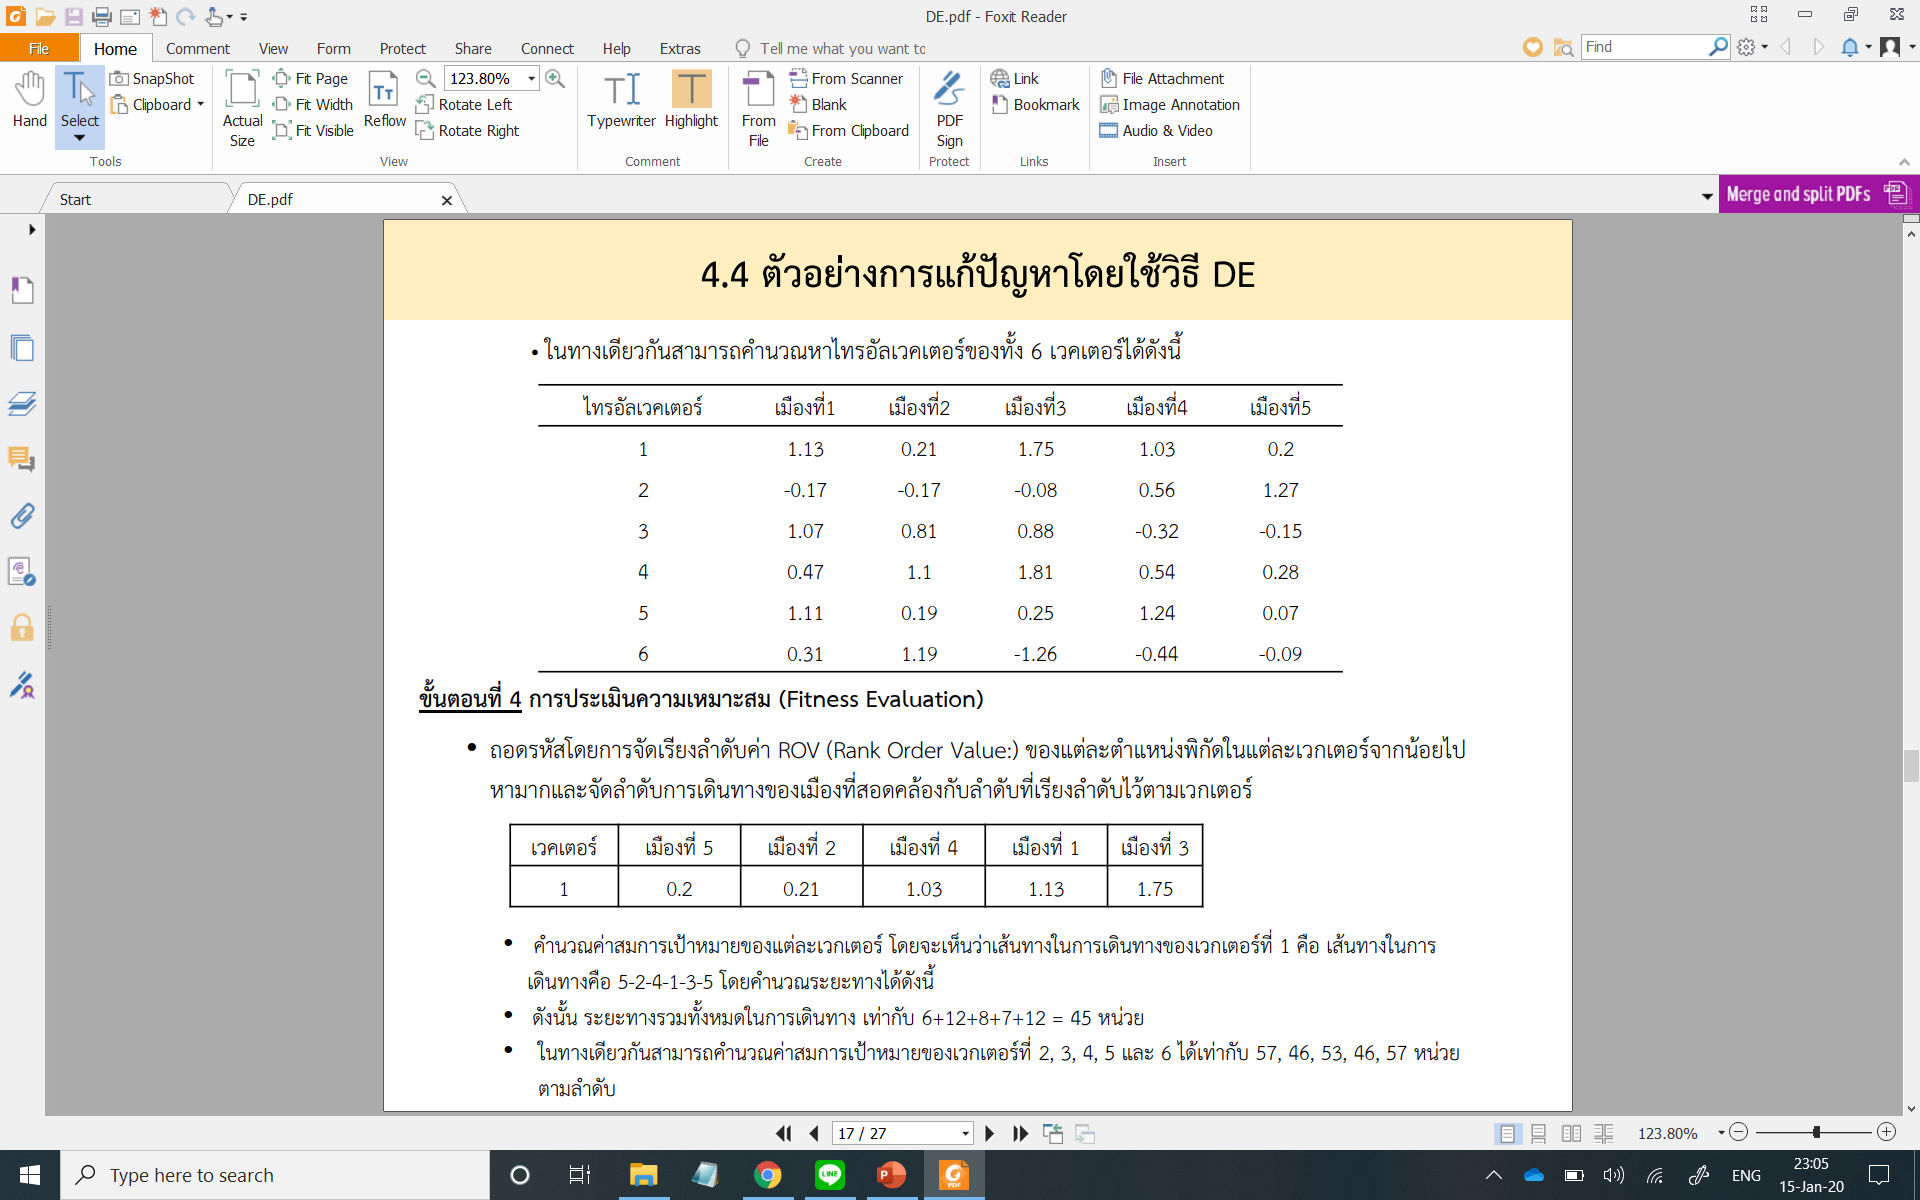 DE.pdf - Foxit Reader
File Home Comment View Form Protect Share Connect Help Extras Tell me what you want to Find
Hand
Select
SnapShot
Clipboard
Tools
Actual Size
Fit Page
Fit Width
Fit Visible
Reflow
123.80%
Rotate Left
Rotate Right
View
Typewriter
Highlight
Comment
From File
From Scanner
Blank
From Clipboard
Create
PDF Sign
Protect
Link
Bookmark
Links
File Attachment
Image Annotation
Audio & Video
Insert
Start DE.pdf
Merge and split PDFs
4.4 ตัวอย่างการแก้ปัญหาโดยใช้วิธี DE
• ในทางเดียวกันสามารถคำนวณหาไทรอัลเวคเตอร์ของทั้ง 6 เวคเตอร์ได้ดังนี้
ไทรอัลเวคเตอร์ เมืองที่1 เมืองที่2 เมืองที่3 เมืองที่4 เมืองที่5
1 1.13 0.21 1.75 1.03 0.2
2 -0.17 -0.17 -0.08 0.56 1.27
3 1.07 0.81 0.88 -0.32 -0.15
4 0.47 1.1 1.81 0.54 0.28
5 1.11 0.19 0.25 1.24 0.07
6 0.31 1.19 -1.26 -0.44 -0.09
ขั้นตอนที่ 4 การประเมินความเหมาะสม (Fitness Evaluation)
• ถอดรหัสโดยการจัดเรียงลำดับค่า ROV (Rank Order Value:) ของแต่ละตำแหน่งพิกัดในแต่ละเวกเตอร์จากน้อยไป
หามากและจัดลำดับการเดินทางของเมืองที่สอดคล้องกับลำดับที่เรียงลำดับไว้ตามเวกเตอร์
เวคเตอร์ เมืองที่ 5 เมืองที่ 2 เมืองที่ 4 เมืองที่ 1 เมืองที่ 3
1 0.2 0.21 1.03 1.13 1.75
• คำนวณค่าสมการเป้าหมายของแต่ละเวกเตอร์ โดยจะเห็นว่าเส้นทางในการเดินทางของเวกเตอร์ที่ 1 คือ เส้นทางในการ
เดินทางคือ 5-2-4-1-3-5 โดยคำนวณระยะทางได้ดังนี้
• ดังนั้น ระยะทางรวมทั้งหมดในการเดินทาง เท่ากับ 6+12+8+7+12 = 45 หน่วย
• ในทางเดียวกันสามารถคำนวณค่าสมการเป้าหมายของเวกเตอร์ที่ 2, 3, 4, 5 และ 6 ได้เท่ากับ 57, 46, 53, 46, 57 หน่วย
ตามลำดับ
17 / 27
123.80%
Type here to search
ENG
23:05
15-Jan-20